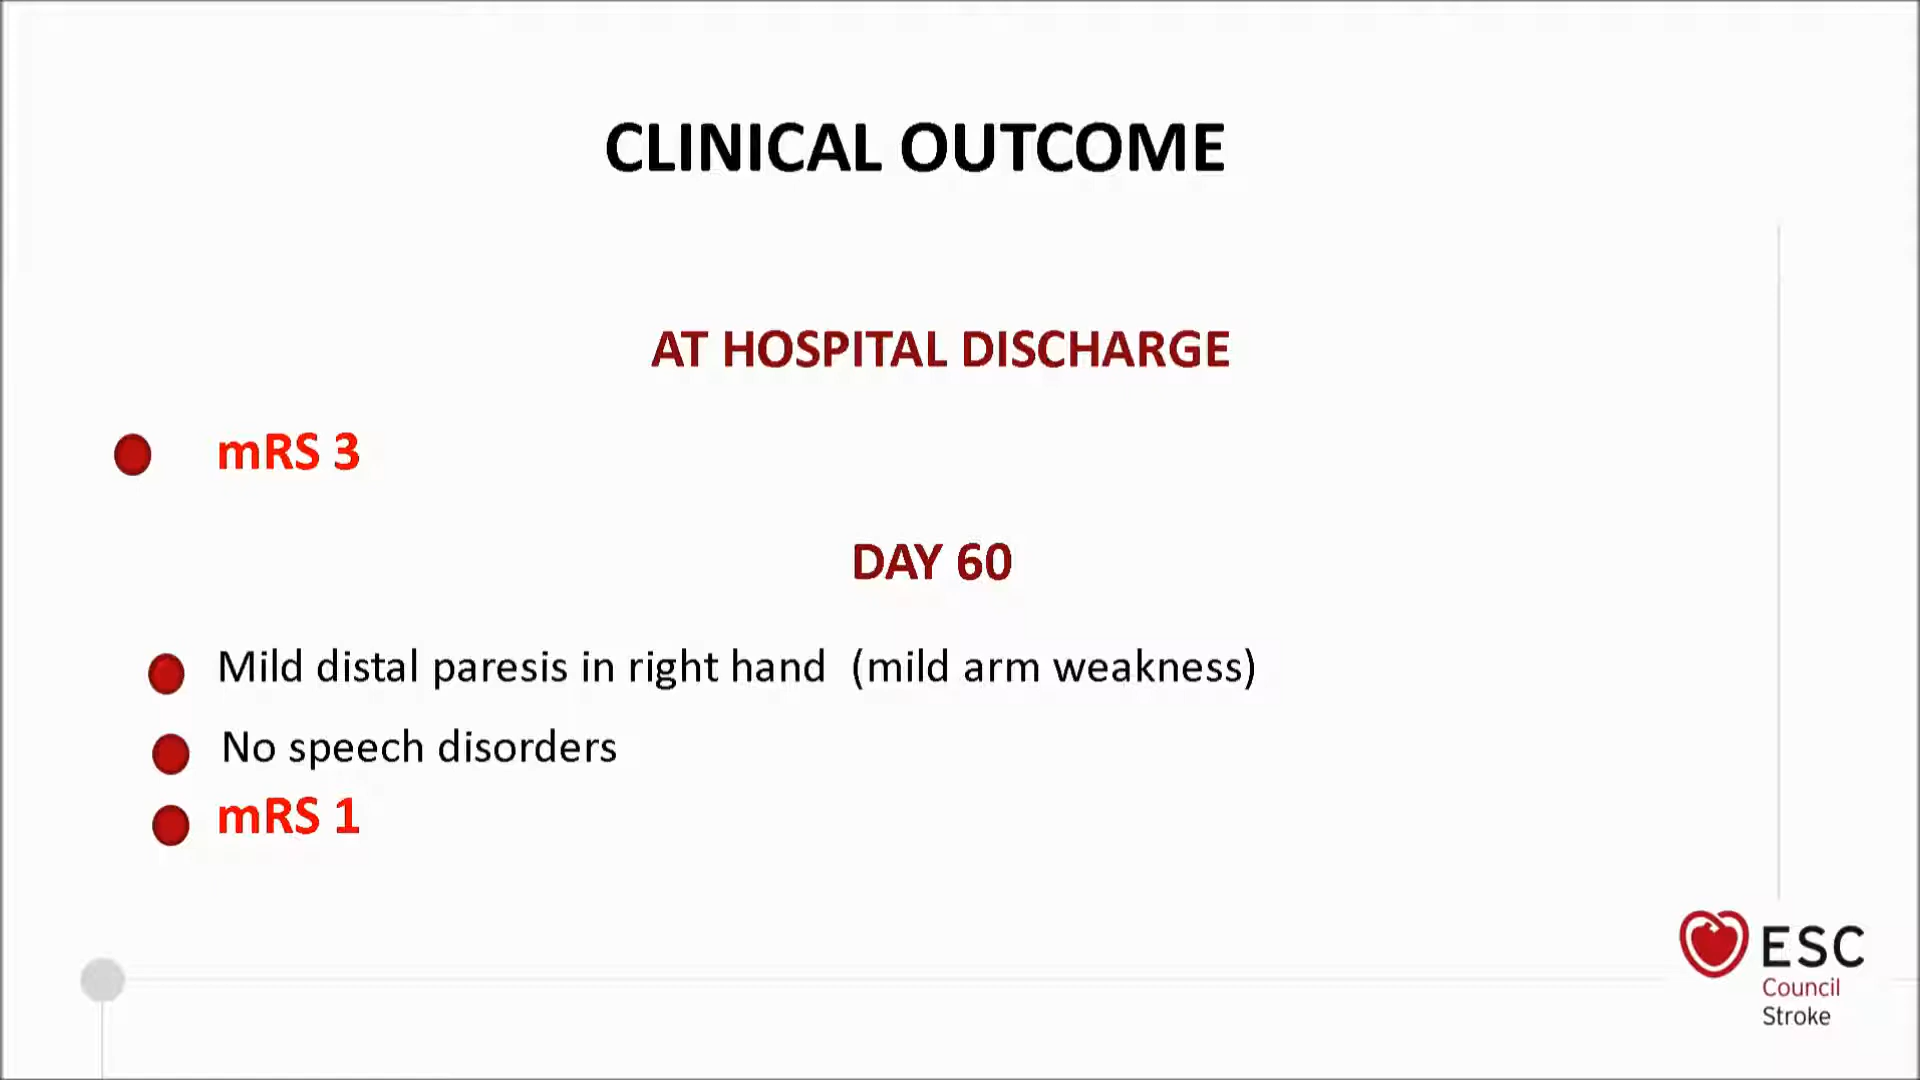 CLINICAL OUTCOME
AT HOSPITAL DISCHARGE
mRS 3
DAY 60
Mild distal paresis in right hand (mild arm weakness)
No speech disorders
mRS 1
ESC
Council
Stroke